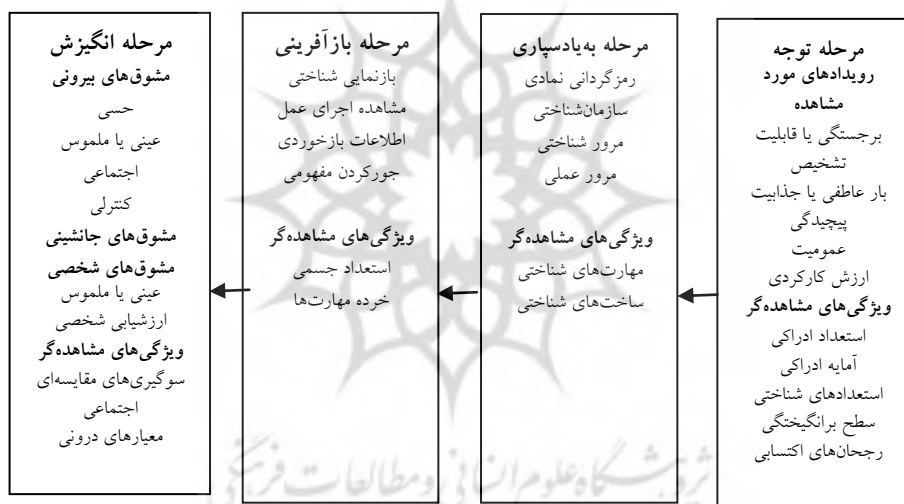 مرحله توجه
رویدادهای مورد
مشاهده
برجستگی یا قابلیت
تشخیص
بار عاطفی یا جذابیت
پیچیدگی
عمومیت
ارزش کارکردی
ویژگی‌های مشاهده‌گر
استعداد ادراکی
آمایه ادراکی
استعدادهای شناختی
سطح برانگیختگی
رجحان‌های اکتسابی
مرحله به‌یادسپاری
رمزگردانی نمادی
سازمان‌شناختی
مرور شناختی
مرور عملی
ویژگی‌های مشاهده‌گر
مهارت‌های شناختی
ساخت‌های شناختی
مرحله بازآفرینی
بازنمایی شناختی
مشاهده اجرای عمل
اطلاعات بازخوردی
جورکردن مفهومی
ویژگی‌های مشاهده‌گر
استعداد جسمی
خرده مهارت‌ها
مرحله انگیزش
مشوق‌های بیرونی
حسی
عینی یا ملموس
اجتماعی
کنترلی
مشوق‌های جانشینی
مشوق‌های شخصی
عینی یا ملموس
ارزشیابی شخصی
ویژگی‌های مشاهده‌گر
سوگیری‌های مقایسه‌ای
اجتماعی
معیارهای درونی
پژوهشگاه علوم انسانی و مطالعات فرهنگی